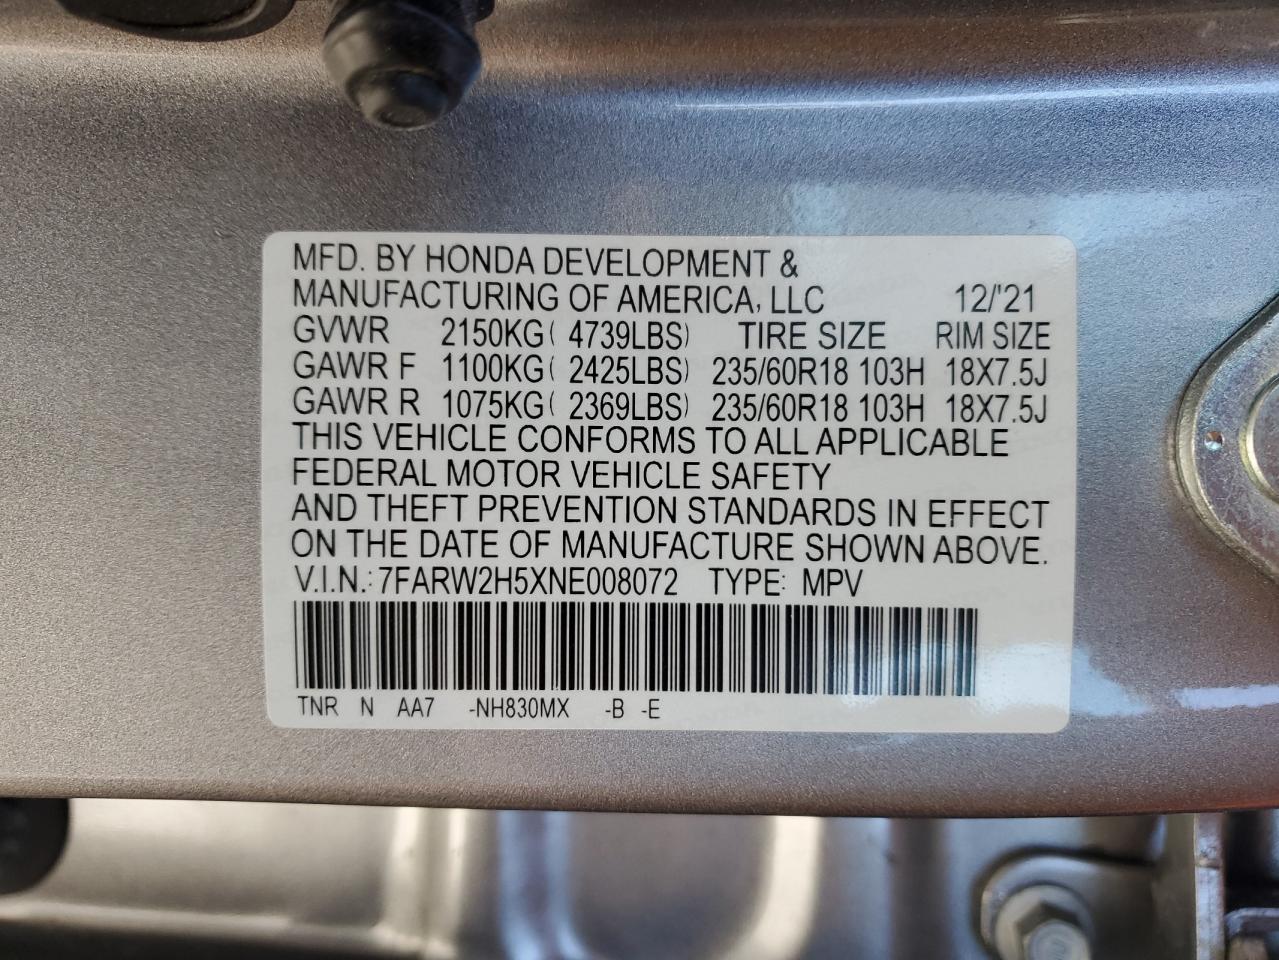 MFD. BY HONDA DEVELOPMENT &
MANUFACTURING OF AMERICA, LLC 12/'21
GVWR 2150KG( 4739LBS) TIRE SIZE RIM SIZE
GAWR F 1100KG( 2425LBS) 235/60R18 103H 18X7.5J
GAWR R 1075KG( 2369LBS) 235/60R18 103H 18X7.5J
THIS VEHICLE CONFORMS TO ALL APPLICABLE
FEDERAL MOTOR VEHICLE SAFETY
AND THEFT PREVENTION STANDARDS IN EFFECT
ON THE DATE OF MANUFACTURE SHOWN ABOVE.
V.I.N.: 7FARW2H5XNE008072 TYPE: MPV
TNR N AA7 -NH830MX -B -E